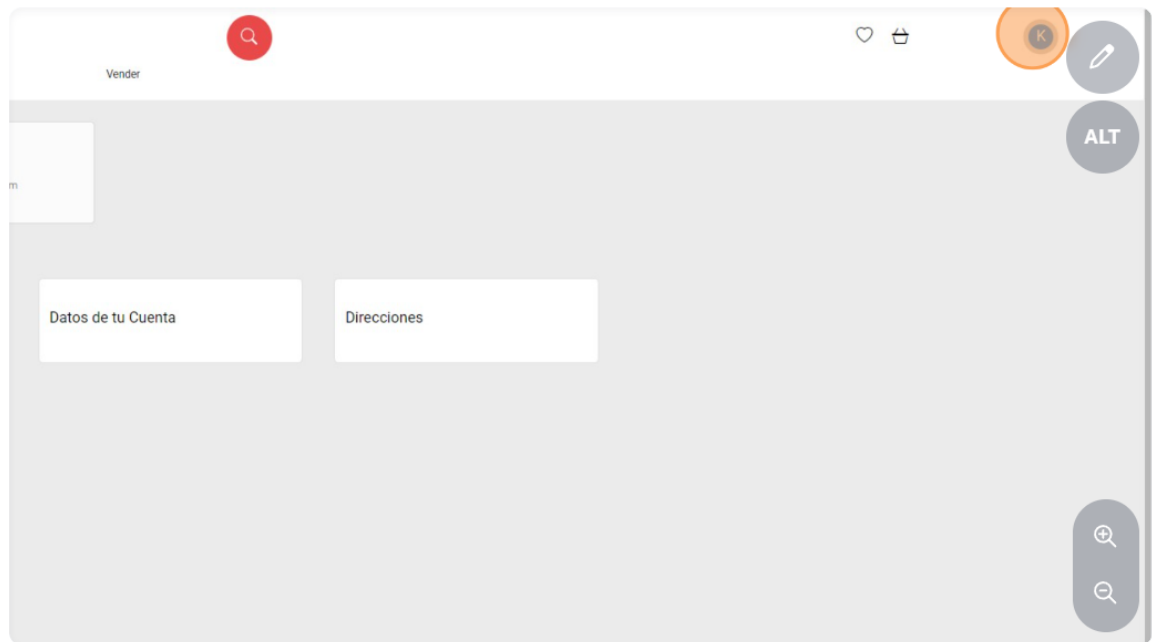 K
Vender
ALT
m
Datos de tu Cuenta
Direcciones